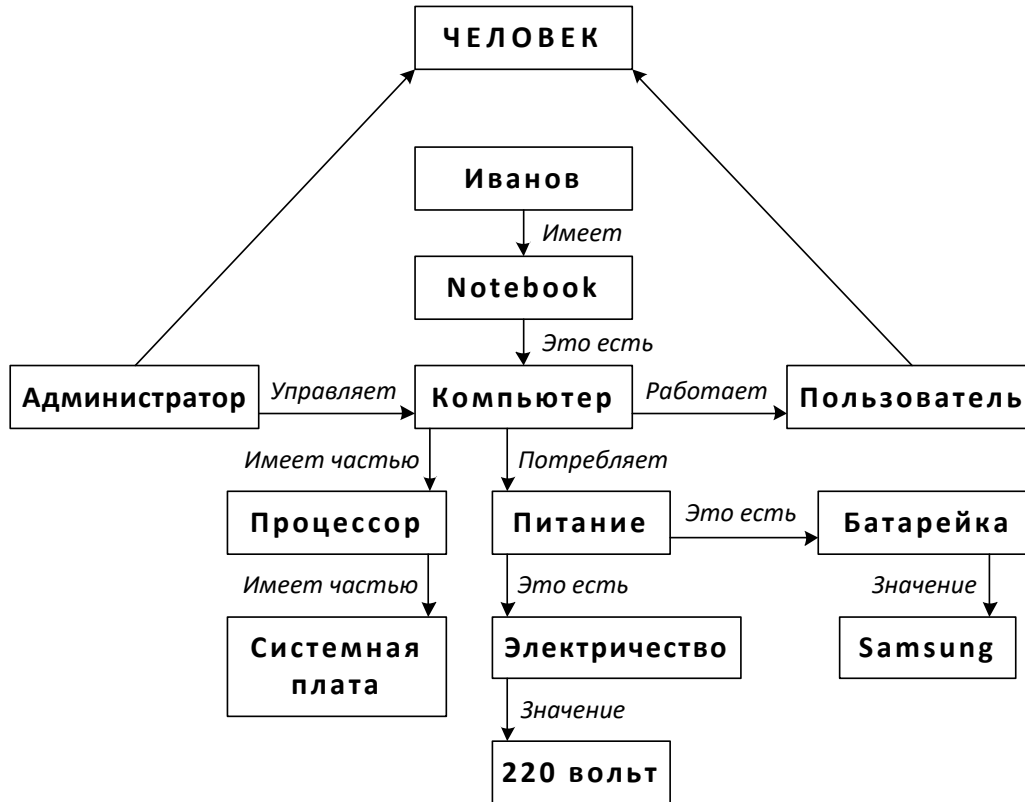 ЧЕЛОВЕК
Иванов
Имеет
Notebook
Это есть
Администратор
Управляет
Компьютер
Работает
Пользователь
Имеет частью
Потребляет
Процессор
Питание
Это есть
Батарейка
Имеет частью
Это есть
Значение
Системная
плата
Электричество
Samsung
Значение
220 вольт